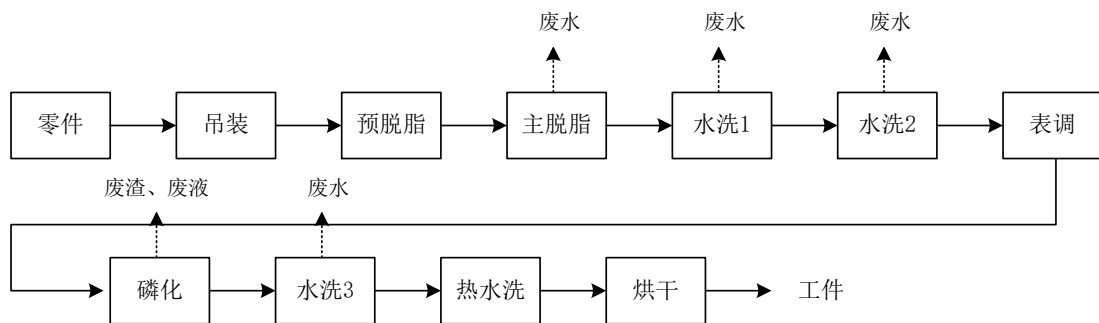 废水 废水 废水
零件 吊装 预脱脂 主脱脂 水洗1 水洗2 表调
废渣、废液 废水
磷化 水洗3 热水洗 烘干 工件